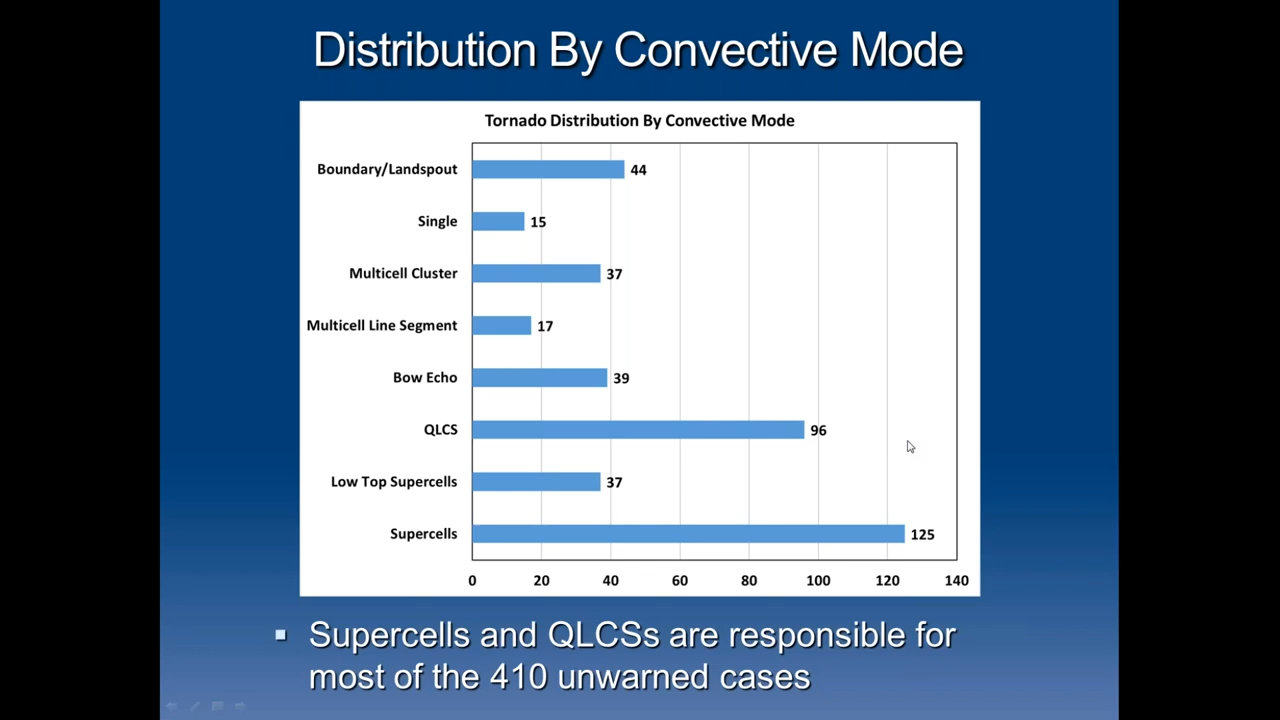 Distribution By Convective Mode
Tornado Distribution By Convective Mode
Boundary/Landspout 44
Single 15
Multicell Cluster 37
Multicell Line Segment 17
Bow Echo 39
QLCS 96
Low Top Supercells 37
Supercells 125
0 20 40 60 80 100 120 140
▪ Supercells and QLCSs are responsible for
most of the 410 unwarned cases